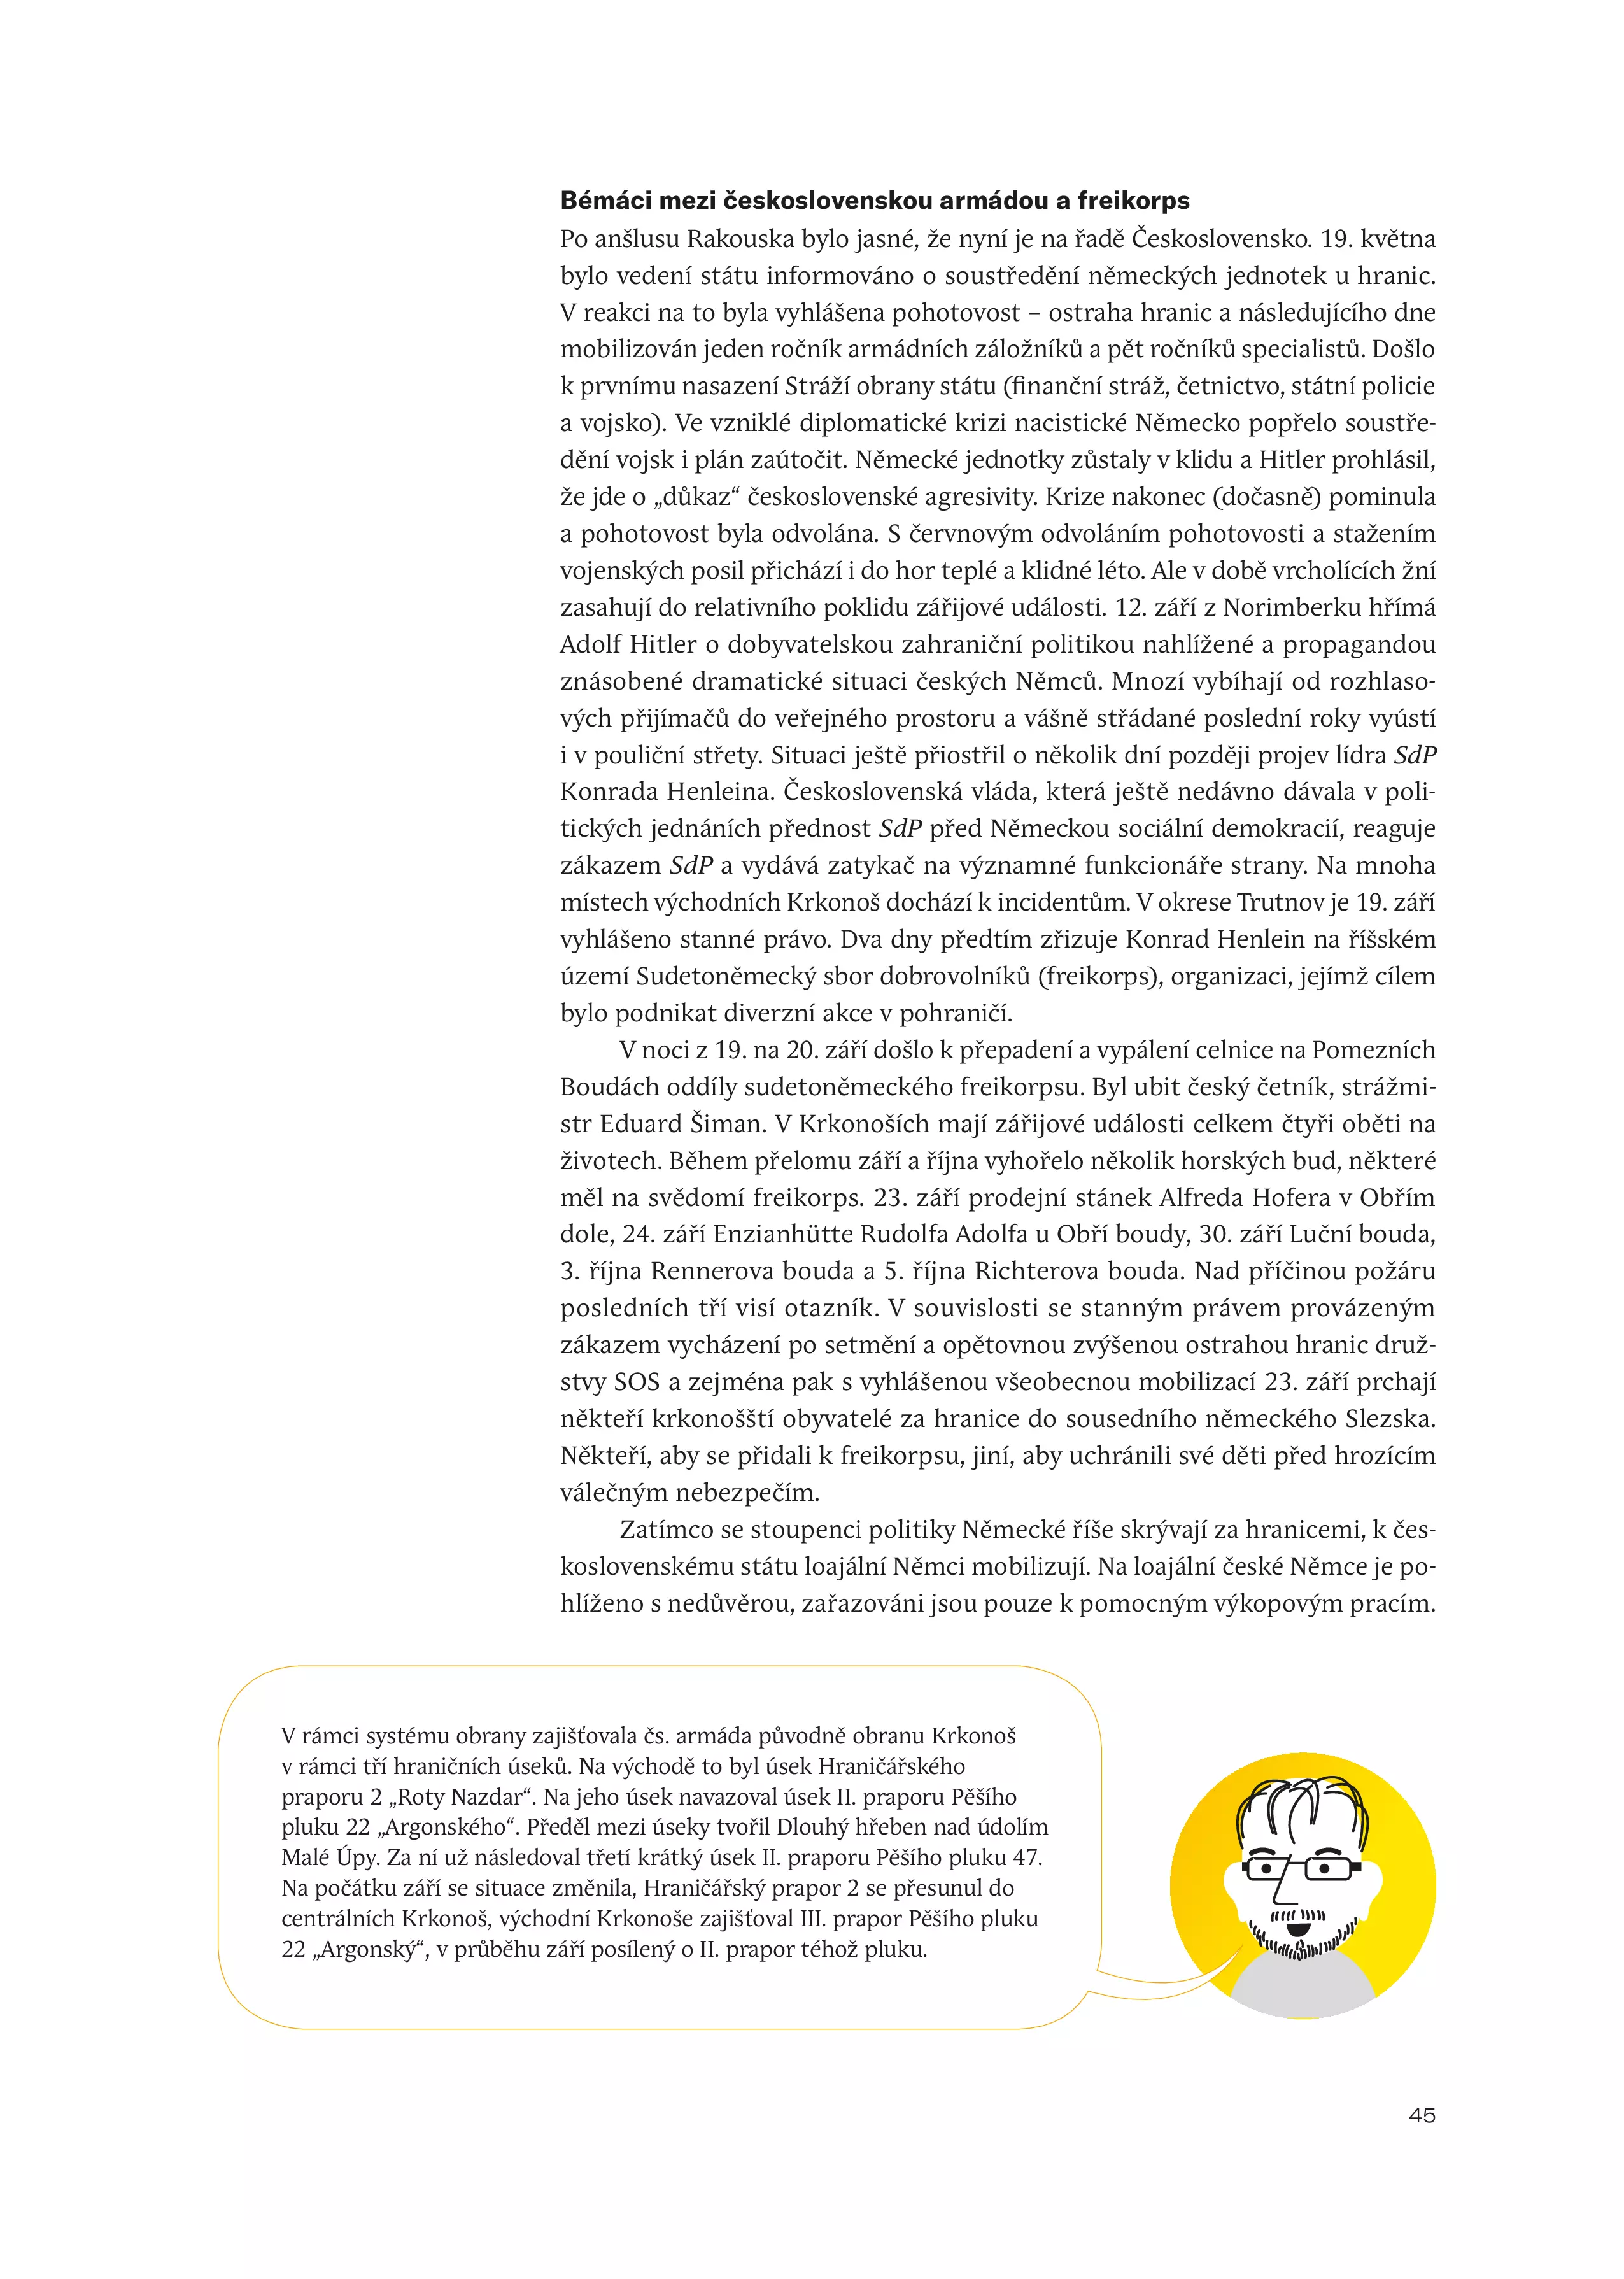 Bémáci mezi československou armádou a freikorps
Po anšlusu Rakouska bylo jasné, že nyní je na řadě Československo. 19. května
bylo vedení státu informováno o soustředění německých jednotek u hranic.
V reakci na to byla vyhlášena pohotovost – ostraha hranic a následujícího dne
mobilizován jeden ročník armádních záložníků a pět ročníků specialistů. Došlo
k prvnímu nasazení Stráží obrany státu (finanční stráž, četnictvo, státní policie
a vojsko). Ve vzniklé diplomatické krizi nacistické Německo popřelo soustře-
dění vojsk i plán zaútočit. Německé jednotky zůstaly v klidu a Hitler prohlásil,
že jde o „důkaz“ československé agresivity. Krize nakonec (dočasně) pominula
a pohotovost byla odvolána. S červnovým odvoláním pohotovosti a stažením
vojenských posil přichází i do hor teplé a klidné léto. Ale v době vrcholících žní
zasahují do relativního poklidu zářijové události. 12. září z Norimberku hřímá
Adolf Hitler o dobyvatelskou zahraniční politikou nahlížené a propagandou
znásobené dramatické situaci českých Němců. Mnozí vybíhají od rozhlaso-
vých přijímačů do veřejného prostoru a vášně střádané poslední roky vyústí
i v pouliční střety. Situaci ještě přiostřil o několik dní později projev lídra SdP
Konrada Henleina. Československá vláda, která ještě nedávno dávala v poli-
tických jednáních přednost SdP před Německou sociální demokracií, reaguje
zákazem SdP a vydává zatykač na významné funkcionáře strany. Na mnoha
místech východních Krkonoš dochází k incidentům. V okrese Trutnov je 19. září
vyhlášeno stanné právo. Dva dny předtím zřizuje Konrad Henlein na říšském
území Sudetoněmecký sbor dobrovolníků (freikorps), organizaci, jejímž cílem
bylo podnikat diverzní akce v pohraničí.
V noci z 19. na 20. září došlo k přepadení a vypálení celnice na Pomezních
Boudách oddíly sudetoněmeckého freikorpsu. Byl ubit český četník, strážmi-
str Eduard Šiman. V Krkonoších mají zářijové události celkem čtyři oběti na
životech. Během přelomu září a října vyhořelo několik horských bud, některé
měl na svědomí freikorps. 23. září prodejní stánek Alfreda Hofera v Obřím
dole, 24. září Enzianhütte Rudolfa Adolfa u Obří boudy, 30. září Luční bouda,
3. října Rennerova bouda a 5. října Richterova bouda. Nad příčinou požáru
posledních tří visí otazník. V souvislosti se stanným právem provázeným
zákazem vycházení po setmění a opětovnou zvýšenou ostrahou hranic druž-
stvy SOS a zejména pak s vyhlášenou všeobecnou mobilizací 23. září prchají
někteří krkonošští obyvatelé za hranice do sousedního německého Slezska.
Někteří, aby se přidali k freikorpsu, jiní, aby uchránili své děti před hrozícím
válečným nebezpečím.
Zatímco se stoupenci politiky Německé říše skrývají za hranicemi, k čes-
koslovenskému státu loajální Němci mobilizují. Na loajální české Němce je po-
hlíženo s nedůvěrou, zařazováni jsou pouze k pomocným výkopovým pracím.
V rámci systému obrany zajišťovala čs. armáda původně obranu Krkonoš
v rámci tří hraničních úseků. Na východě to byl úsek Hraničářského
praporu 2 „Roty Nazdar“. Na jeho úsek navazoval úsek II. praporu Pěšího
pluku 22 „Argonského“. Předěl mezi úseky tvořil Dlouhý hřeben nad údolím
Malé Úpy. Za ní už následoval třetí krátký úsek II. praporu Pěšího pluku 47.
Na počátku září se situace změnila, Hraničářský prapor 2 se přesunul do
centrálních Krkonoš, východní Krkonoše zajišťoval III. prapor Pěšího pluku
22 „Argonský“, v průběhu září posílený o II. prapor téhož pluku.
45